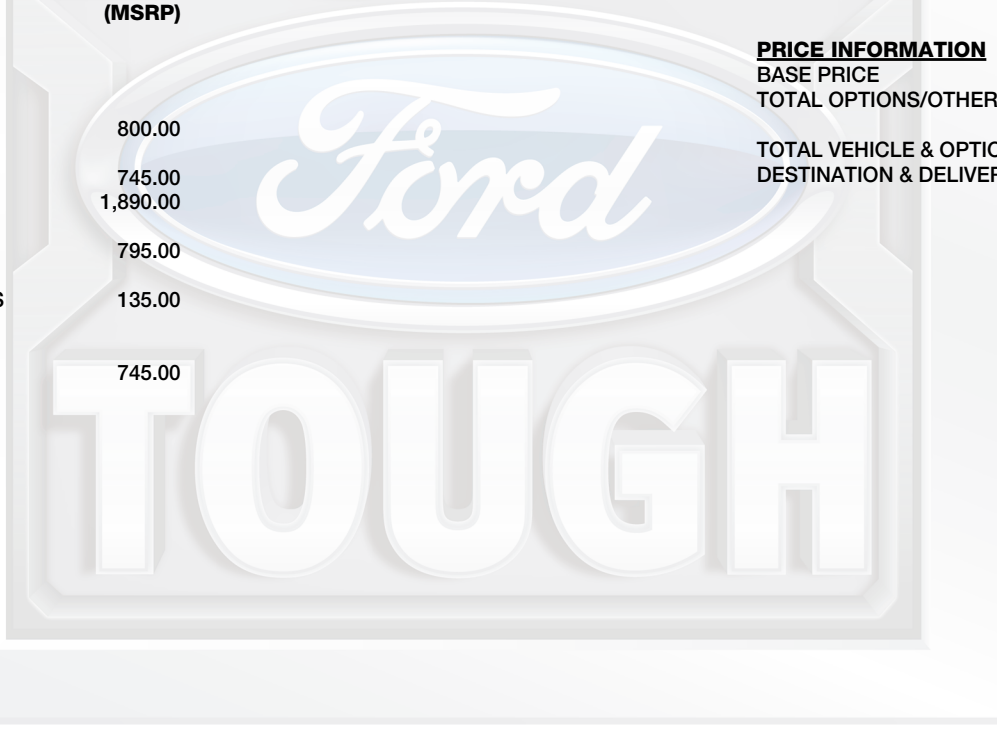 (MSRP)
800.00
745.00
1,890.00
795.00
S 135.00
745.00
PRICE INFORMATION
BASE PRICE
TOTAL OPTIONS/OTHER
TOTAL VEHICLE & OPTIO
DESTINATION & DELIVER
Ford
TOUGH